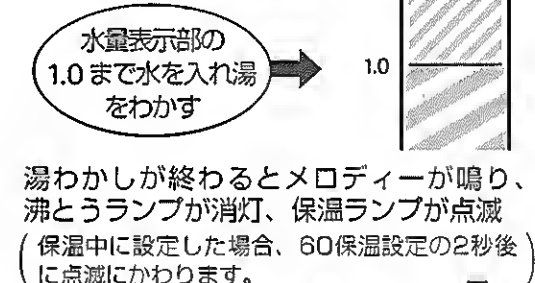 水量表示部の
1.0 まで水を入れ湯
をわかす
1.0
湯わかしが終わるとメロディーが鳴り、
沸とうランプが消灯、保温ランプが点滅
(保温中に設定した場合、60保温設定の2秒後
に点滅にかわります。)